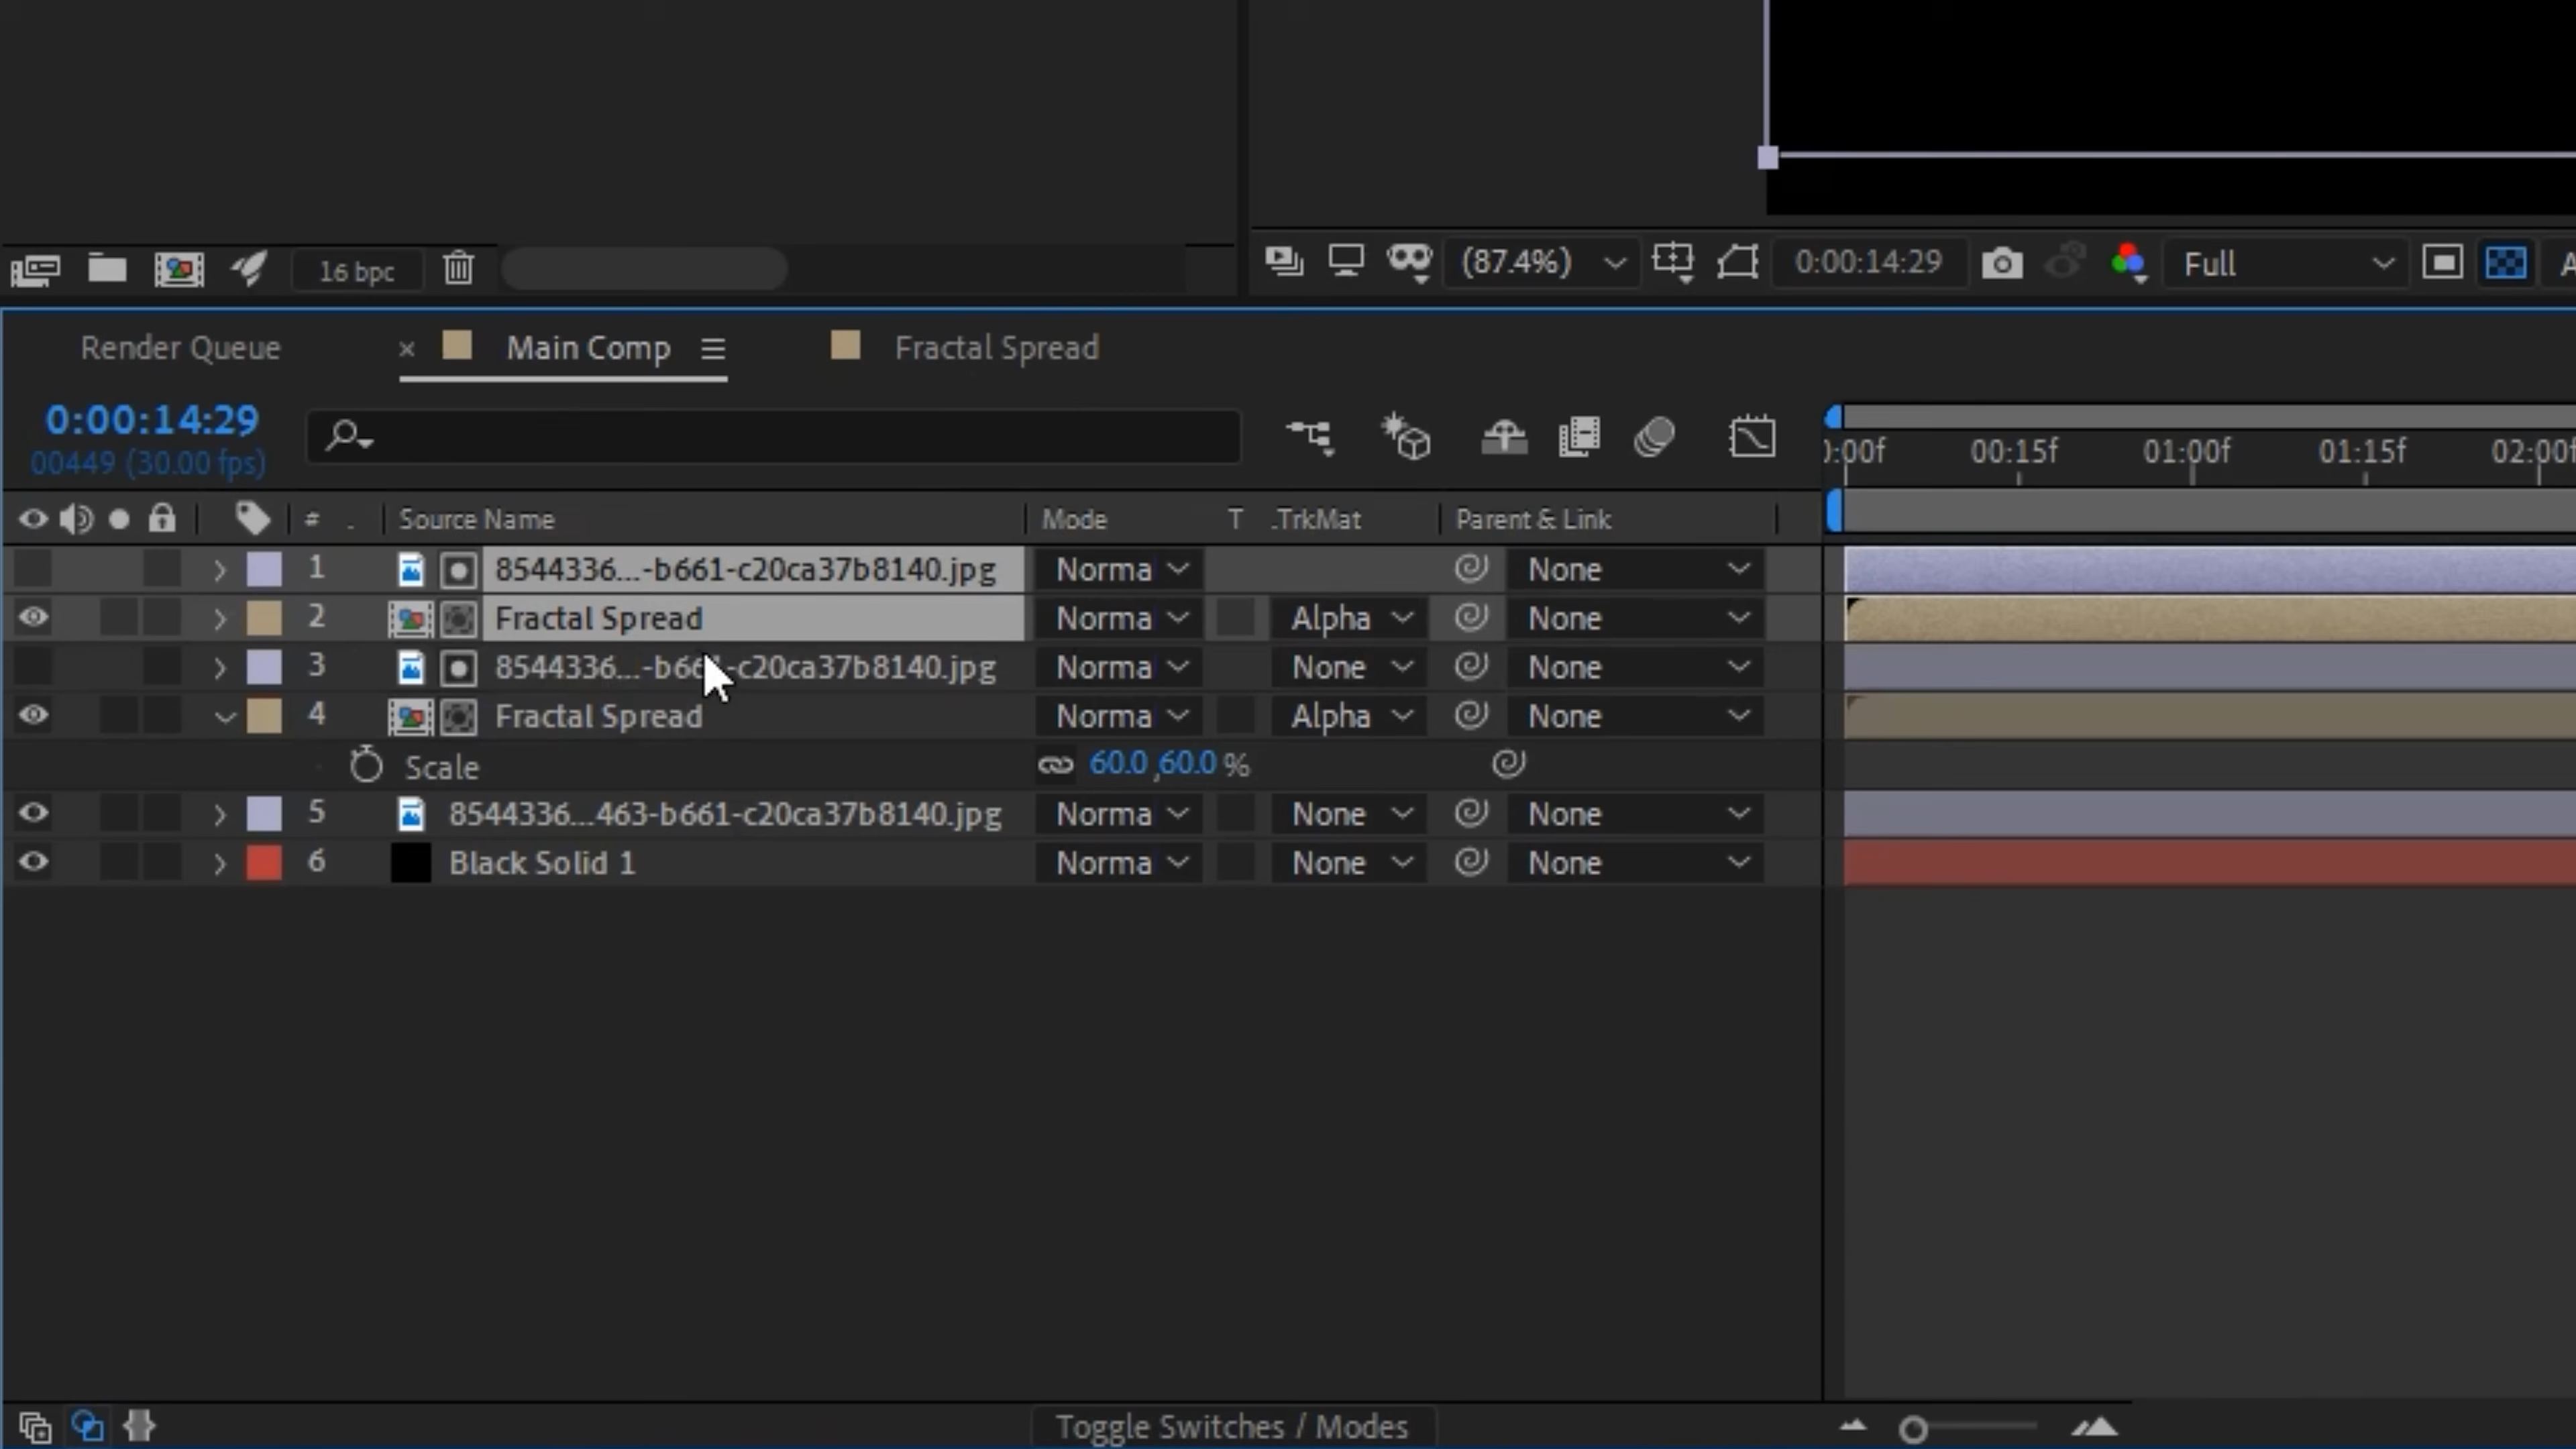 16 bpc
(87.4%) 0:00:14:29 Full A
Render Queue × Main Comp Fractal Spread
0:00:14:29
00449 (30.00 fps)
):00f 00:15f 01:00f 01:15f 02:00f
# . Source Name Mode T .TrkMat Parent & Link
1 8544336...-b661-c20ca37b8140.jpg Norma None
2 Fractal Spread Norma Alpha None
3 8544336...-b661-c20ca37b8140.jpg Norma None None
4 Fractal Spread Norma Alpha None
Scale 60.0,60.0 %
5 8544336...463-b661-c20ca37b8140.jpg Norma None None
6 Black Solid 1 Norma None None
Toggle Switches / Modes